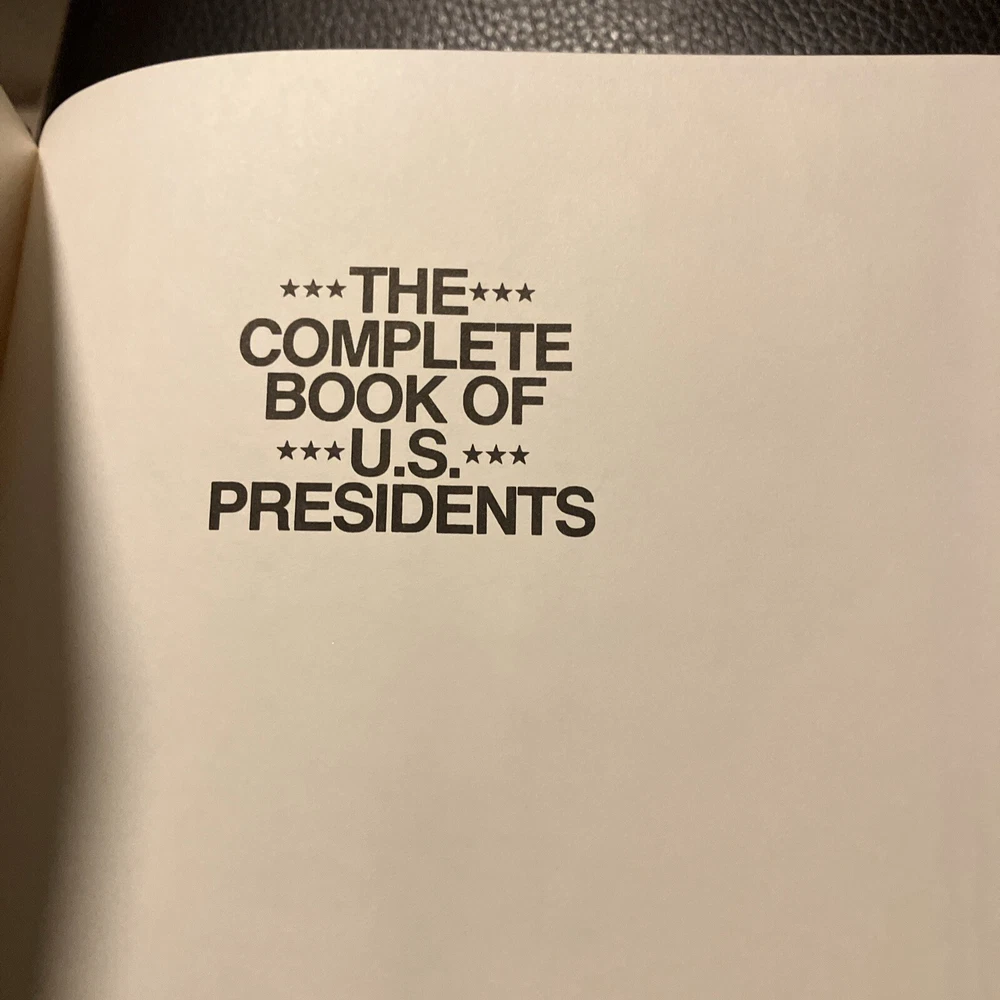 ★★★THE★★★
COMPLETE
BOOK OF
★★★U.S.★★★
PRESIDENTS